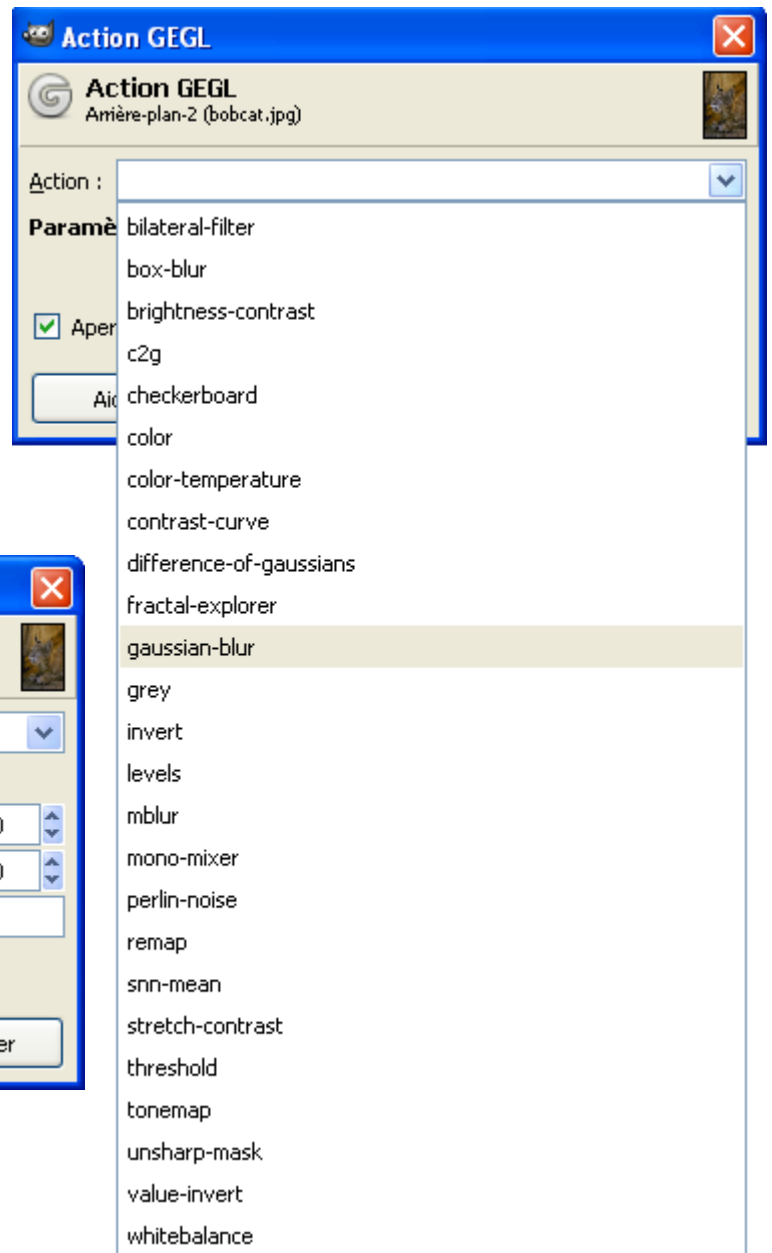 Action GEGL
Action GEGL
Arrière-plan-2 (bobcat.jpg)
Action :
Paramè
bilateral-filter
box-blur
brightness-contrast
Aper
c2g
Aid
checkerboard
color
color-temperature
contrast-curve
difference-of-gaussians
fractal-explorer
gaussian-blur
grey
invert
levels
mblur
mono-mixer
perlin-noise
remap
snn-mean
stretch-contrast
er
threshold
tonemap
unsharp-mask
value-invert
whitebalance